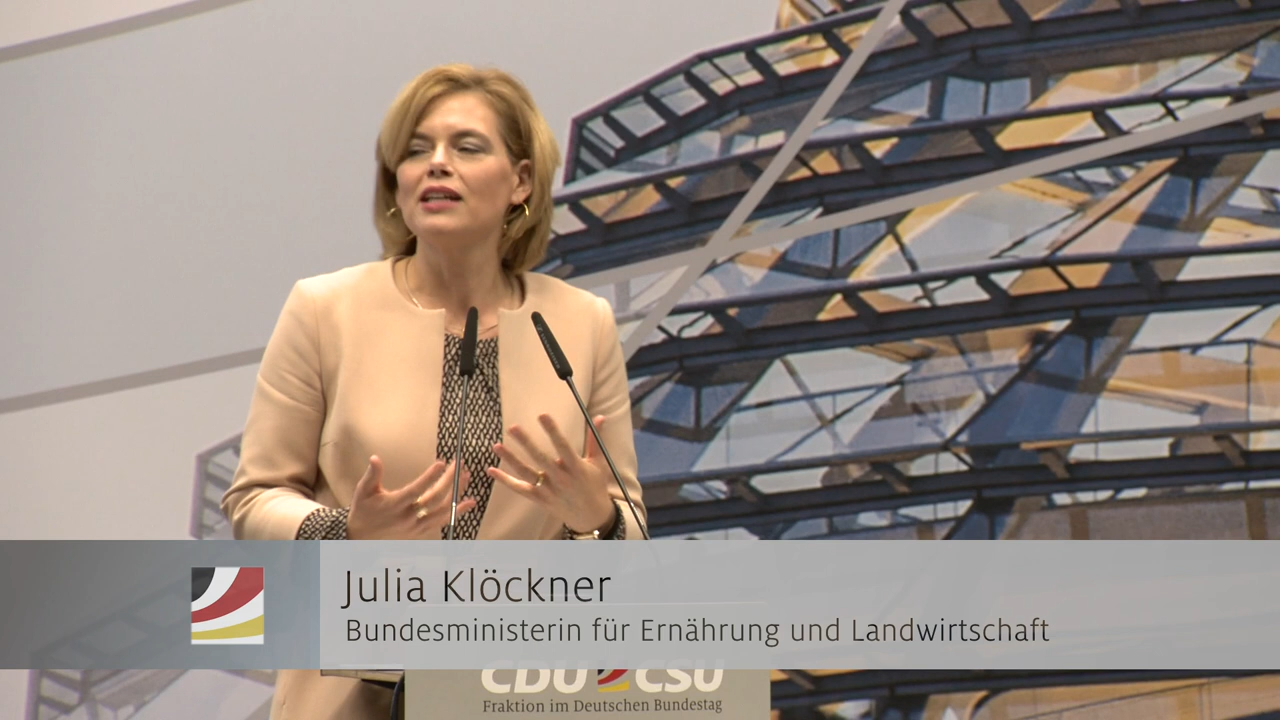 Julia Klöckner
Bundesministerin für Ernährung und Landwirtschaft
CDU CSU
Fraktion im Deutschen Bundestag